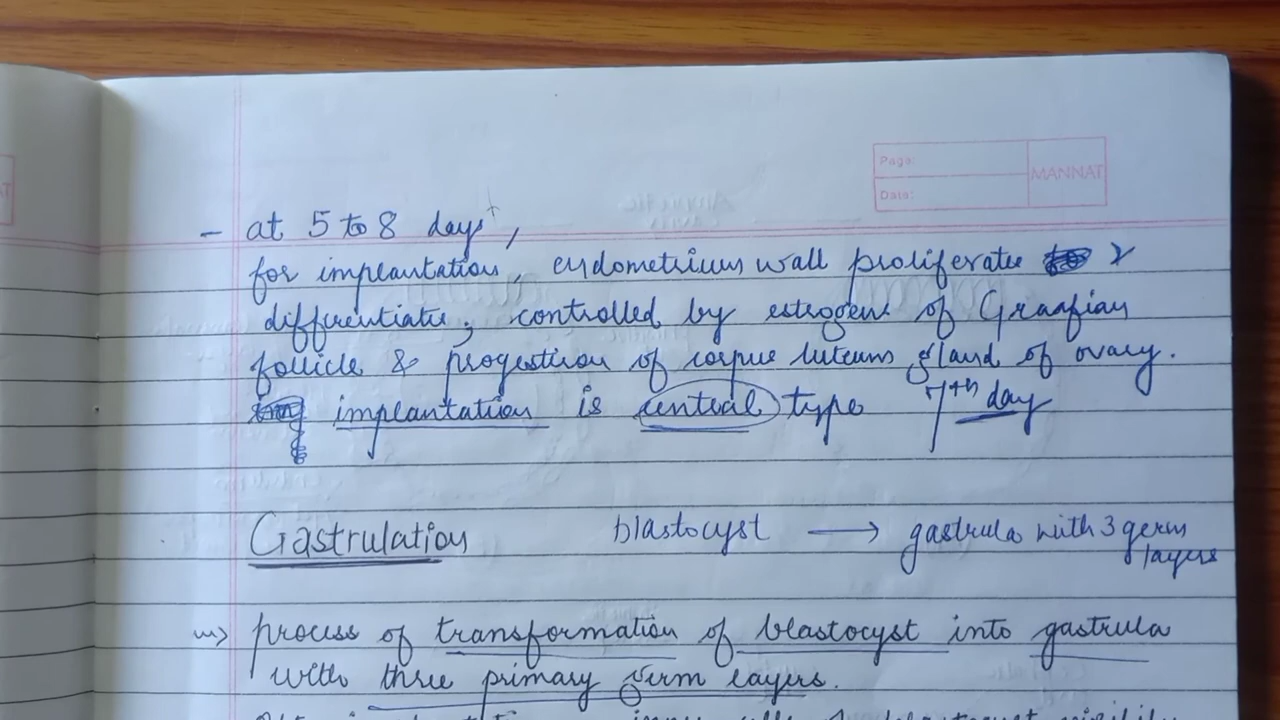 Page:
MANNAT
Date:
- at 5 to 8 days,
for implantation, endometrium wall proliferate &
differentiate, controlled by estrogens of Graafian
follicle & progestron of corpus luteum gland of ovary.
implantation is central type 7th day
Gastrulation blastocyst → gastrula with 3 germ
layers
⇒ process of transformation of blastocyst into gastrula
with three primary germ layers.